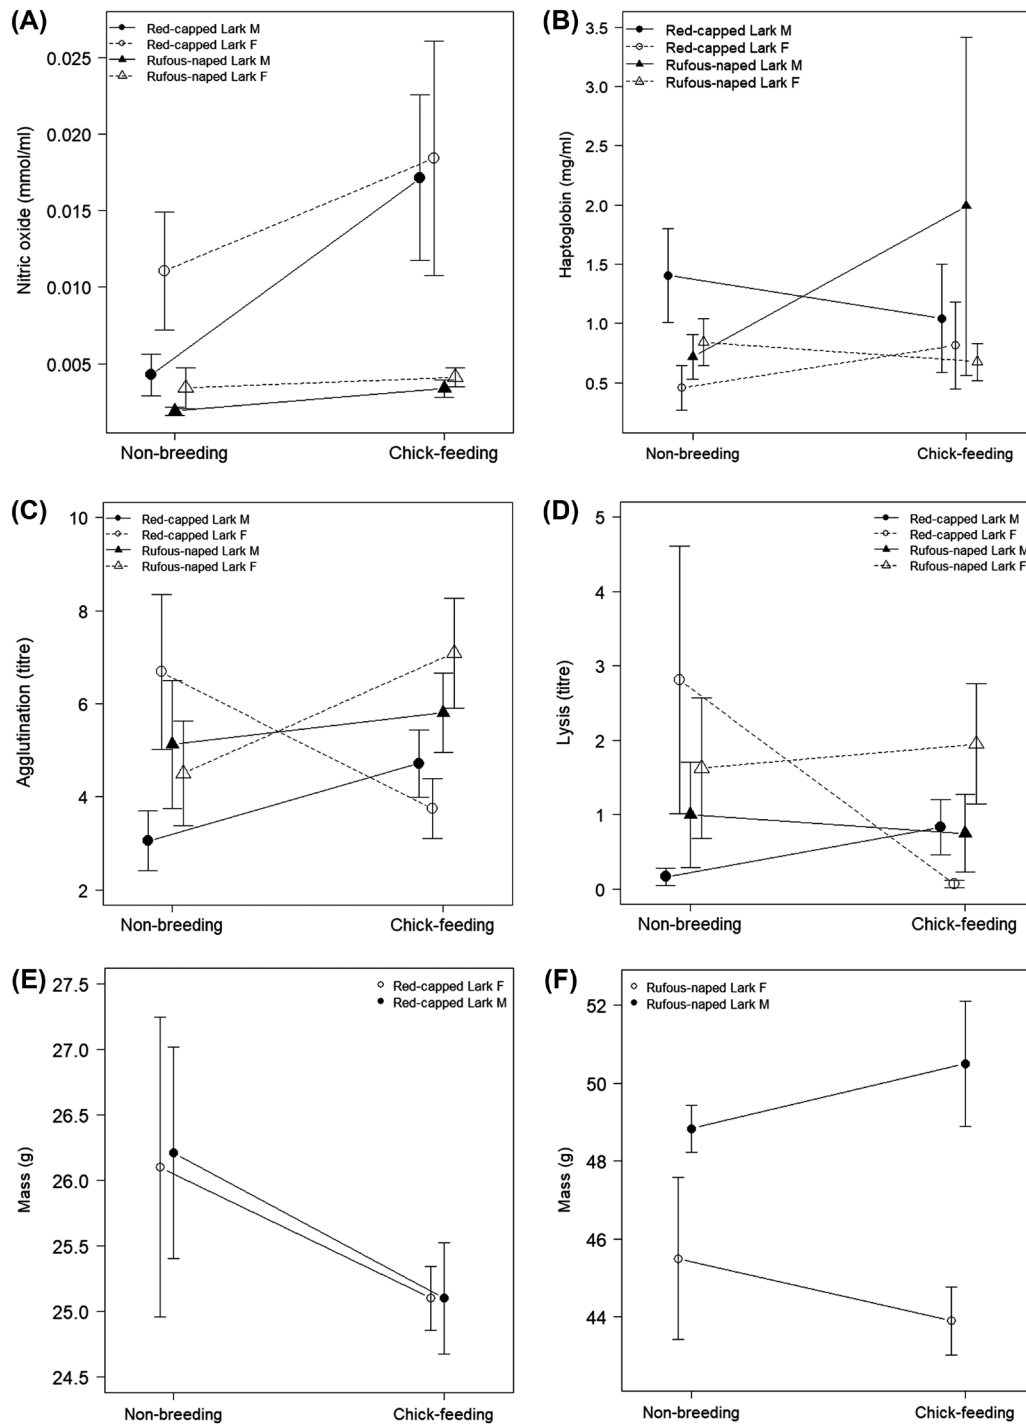 (A)
Red-capped Lark M
Red-capped Lark F
Rufous-naped Lark M
Rufous-naped Lark F
0.025
0.020
0.015
0.010
0.005
Nitric oxide (mmol/ml)
Non-breeding
Chick-feeding
(B)
Red-capped Lark M
Red-capped Lark F
Rufous-naped Lark M
Rufous-naped Lark F
3.5
3.0
2.5
2.0
1.5
1.0
0.5
Haptoglobin (mg/ml)
Non-breeding
Chick-feeding
(C)
Red-capped Lark M
Red-capped Lark F
Rufous-naped Lark M
Rufous-naped Lark F
10
8
6
4
2
Agglutination (titre)
Non-breeding
Chick-feeding
(D)
Red-capped Lark M
Red-capped Lark F
Rufous-naped Lark M
Rufous-naped Lark F
5
4
3
2
1
0
Lysis (titre)
Non-breeding
Chick-feeding
(E)
Red-capped Lark F
Red-capped Lark M
27.5
27.0
26.5
26.0
25.5
25.0
24.5
Mass (g)
Non-breeding
Chick-feeding
(F)
Rufous-naped Lark F
Rufous-naped Lark M
52
50
48
46
44
Mass (g)
Non-breeding
Chick-feeding